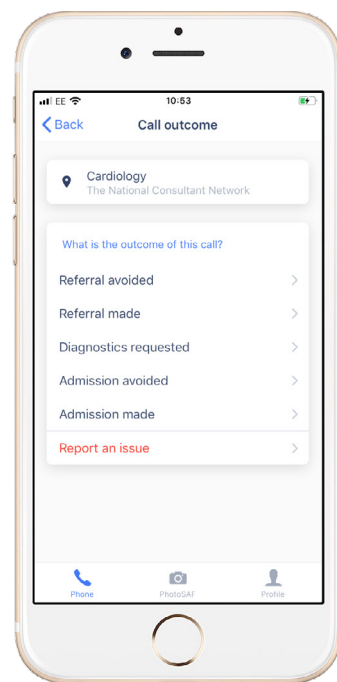 EE 10:53
Back Call outcome
Cardiology
The National Consultant Network
What is the outcome of this call?
Referral avoided
Referral made
Diagnostics requested
Admission avoided
Admission made
Report an issue
Phone PhotoSAF Profile